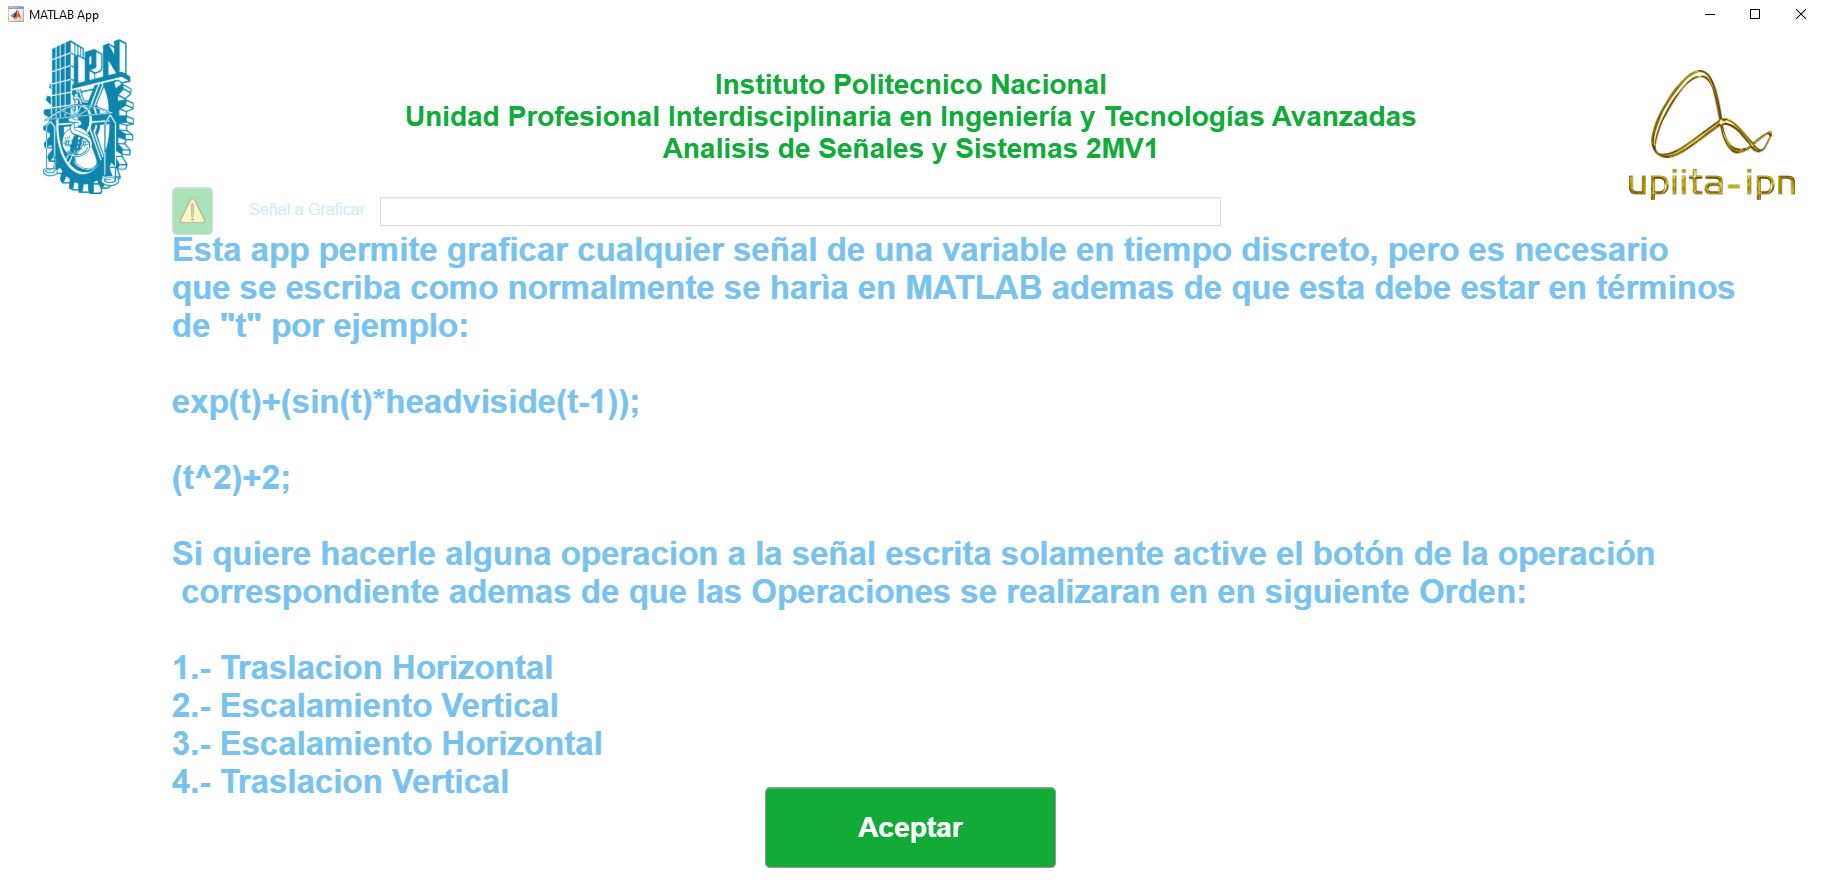 MATLAB App
IPN
Instituto Politecnico Nacional
Unidad Profesional Interdisciplinaria en Ingeniería y Tecnologías Avanzadas
Analisis de Señales y Sistemas 2MV1
upiita-ipn
Señal a Graficar
Esta app permite graficar cualquier señal de una variable en tiempo discreto, pero es necesario
que se escriba como normalmente se harìa en MATLAB ademas de que esta debe estar en términos
de "t" por ejemplo:
exp(t)+(sin(t)*headviside(t-1));
(t^2)+2;
Si quiere hacerle alguna operacion a la señal escrita solamente active el botón de la operación
correspondiente ademas de que las Operaciones se realizaran en en siguiente Orden:
1.- Traslacion Horizontal
2.- Escalamiento Vertical
3.- Escalamiento Horizontal
4.- Traslacion Vertical
Aceptar